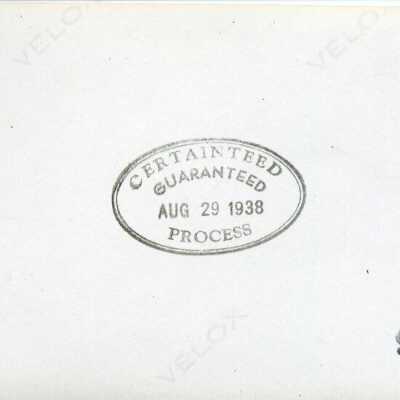 VELOX
VELOX
CERTAINTEED
GUARANTEED
AUG 29 1938
PROCESS
VELOX